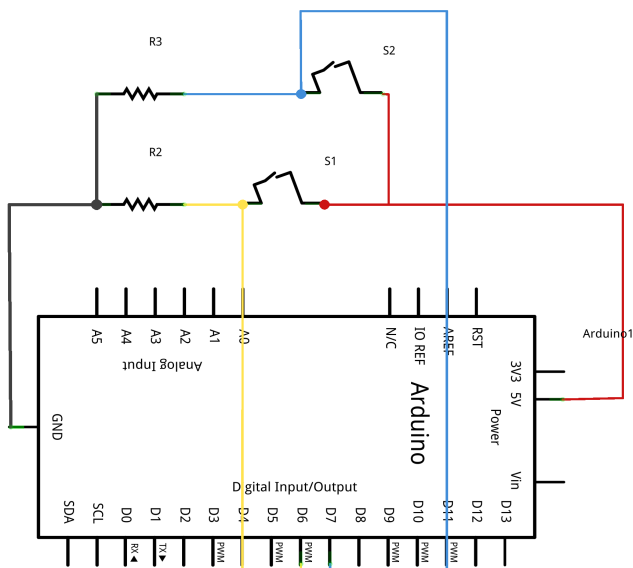 R3
S2
R2
S1
A5
A4
A3
A2
A1
A0
N/C
IO REF
AREF
RST
Arduino1
Analog Input
3V3
5V
Arduino
Power
GND
Vin
Digital Input/Output
SDA
SCL
D0
D1
D2
D3
D4
D5
D6
D7
D8
D9
D10
D11
D12
D13
RX ◀
TX ▶
PWM
PWM
PWM
PWM
PWM
PWM